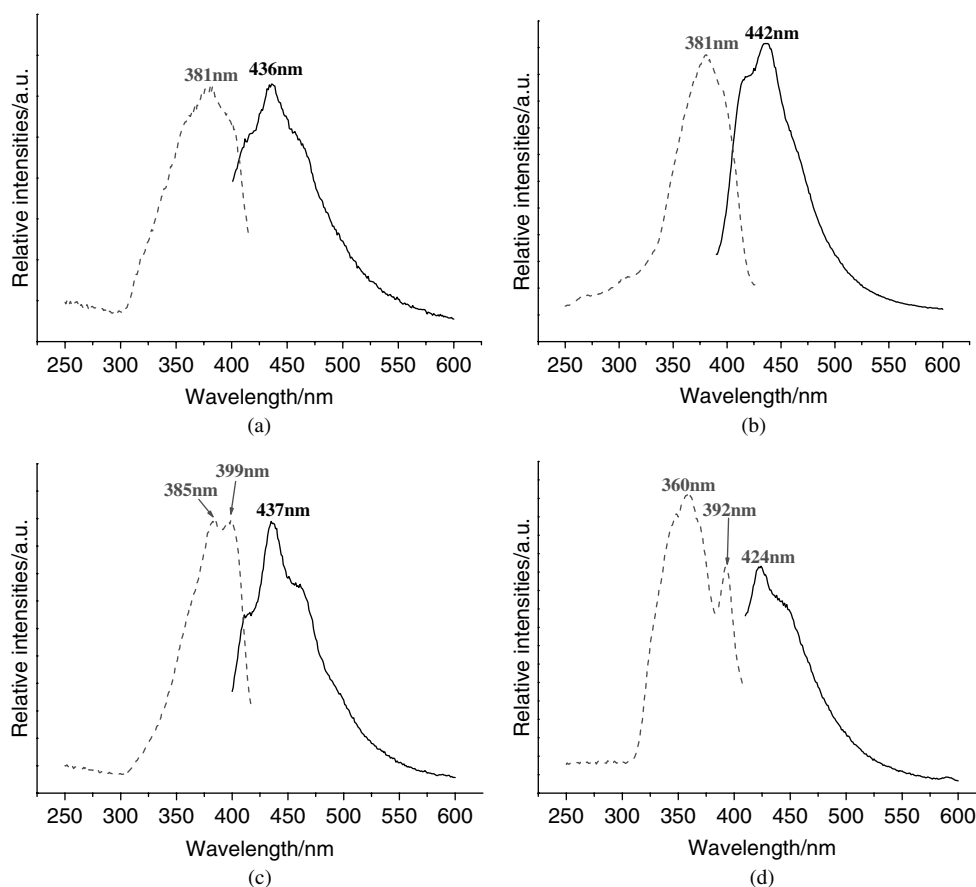 381nm
436nm
Relative intensities/a.u.
250 300 350 400 450 500 550 600
Wavelength/nm
(a)
381nm
442nm
Relative intensities/a.u.
250 300 350 400 450 500 550 600
Wavelength/nm
(b)
399nm
385nm
437nm
Relative intensities/a.u.
250 300 350 400 450 500 550 600
Wavelength/nm
(c)
360nm
392nm
424nm
Relative intensities/a.u.
250 300 350 400 450 500 550 600
Wavelength/nm
(d)